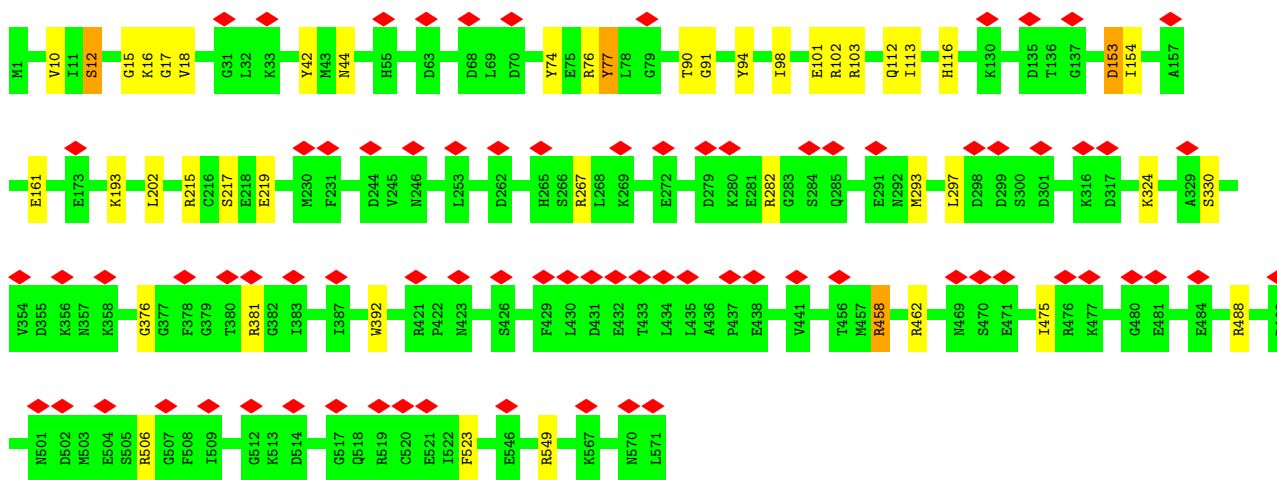 M1 V10 I11 S12 G15 K16 G17 V18 G31 L32 K33 Y42 M43 N44 H55 D63 D68 L69 D70 Y74 E75 R76 Y77 L78 G79 T90 G91 Y94 I98 E101 R102 R103 Q112 I113 H116 K130 D135 T136 G137 D153 I154 A157
E161 E173 K193 L202 R215 C216 S217 E218 E219 M230 F231 D244 V245 N246 L253 D262 H265 S266 R267 L268 K269 E272 D279 K280 E281 R282 G283 S284 Q285 E291 N292 M293 L297 D298 D299 S300 D301 K316 D317 K324 A329 S330
V354 D355 K356 N357 K358 G376 G377 F378 G379 T380 R381 G382 I383 I387 W392 R421 P422 N423 S426 F429 L430 D431 E432 T433 L434 L435 A436 P437 E438 V441 T456 M457 R458 R462 N469 S470 E471 I475 R476 K477 G480 E481 E484 R488
N501 D502 M503 E504 S505 R506 G507 F508 I509 G512 K513 D514 G517 Q518 R519 C520 E521 I522 F523 E546 R549 K567 N570 L571